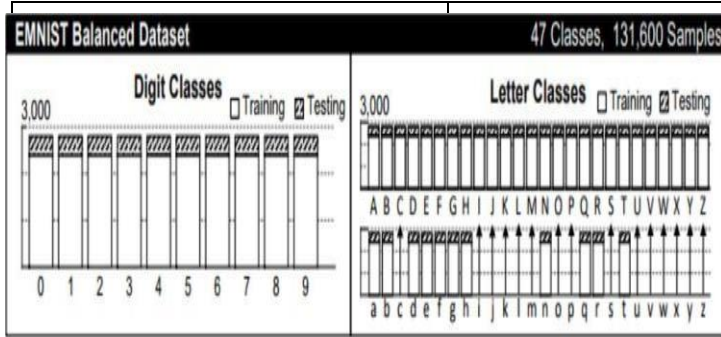 EMNIST Balanced Dataset 47 Classes, 131,600 Samples
Digit Classes
Training Testing
3,000
0 1 2 3 4 5 6 7 8 9
Letter Classes
Training Testing
3,000
A B C D E F G H I J K L M N O P Q R S T U V W X Y Z
a b c d e f g h i j k l m n o p q r s t u v w x y z